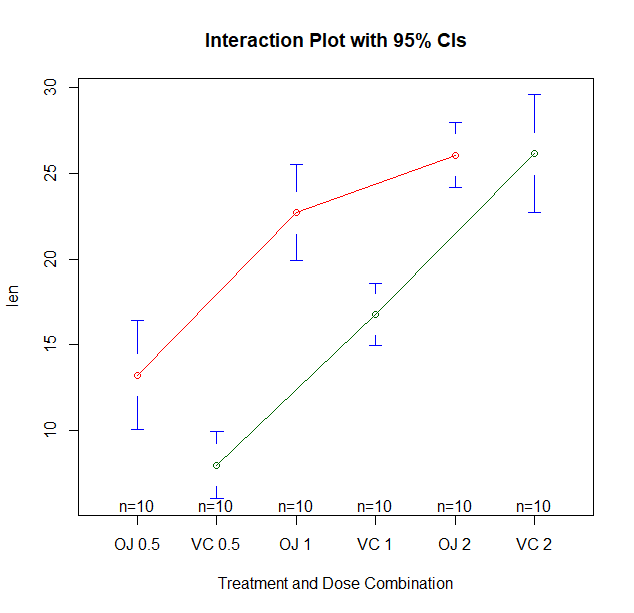 Interaction Plot with 95% CIs
30
25
20
15
10
len
n=10 n=10 n=10 n=10 n=10 n=10
OJ 0.5 VC 0.5 OJ 1 VC 1 OJ 2 VC 2
Treatment and Dose Combination